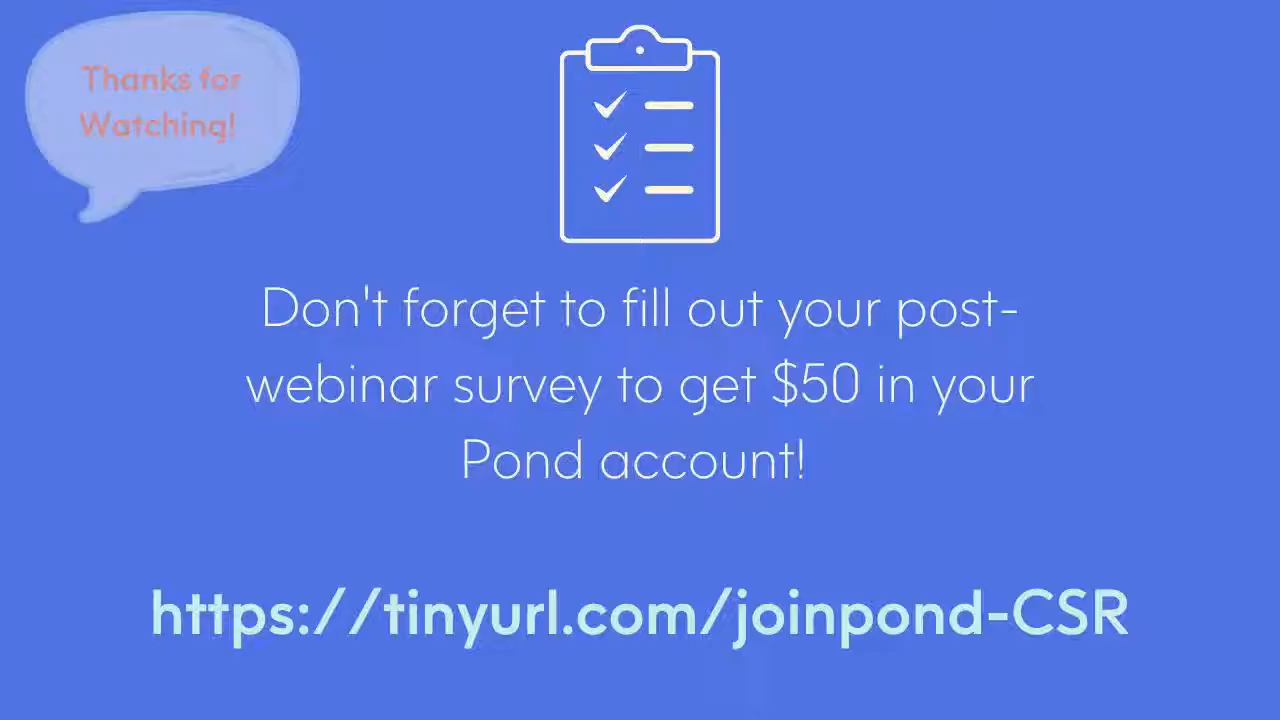 Thanks for
Watching!
Don't forget to fill out your post-
webinar survey to get $50 in your
Pond account!
https://tinyurl.com/joinpond-CSR